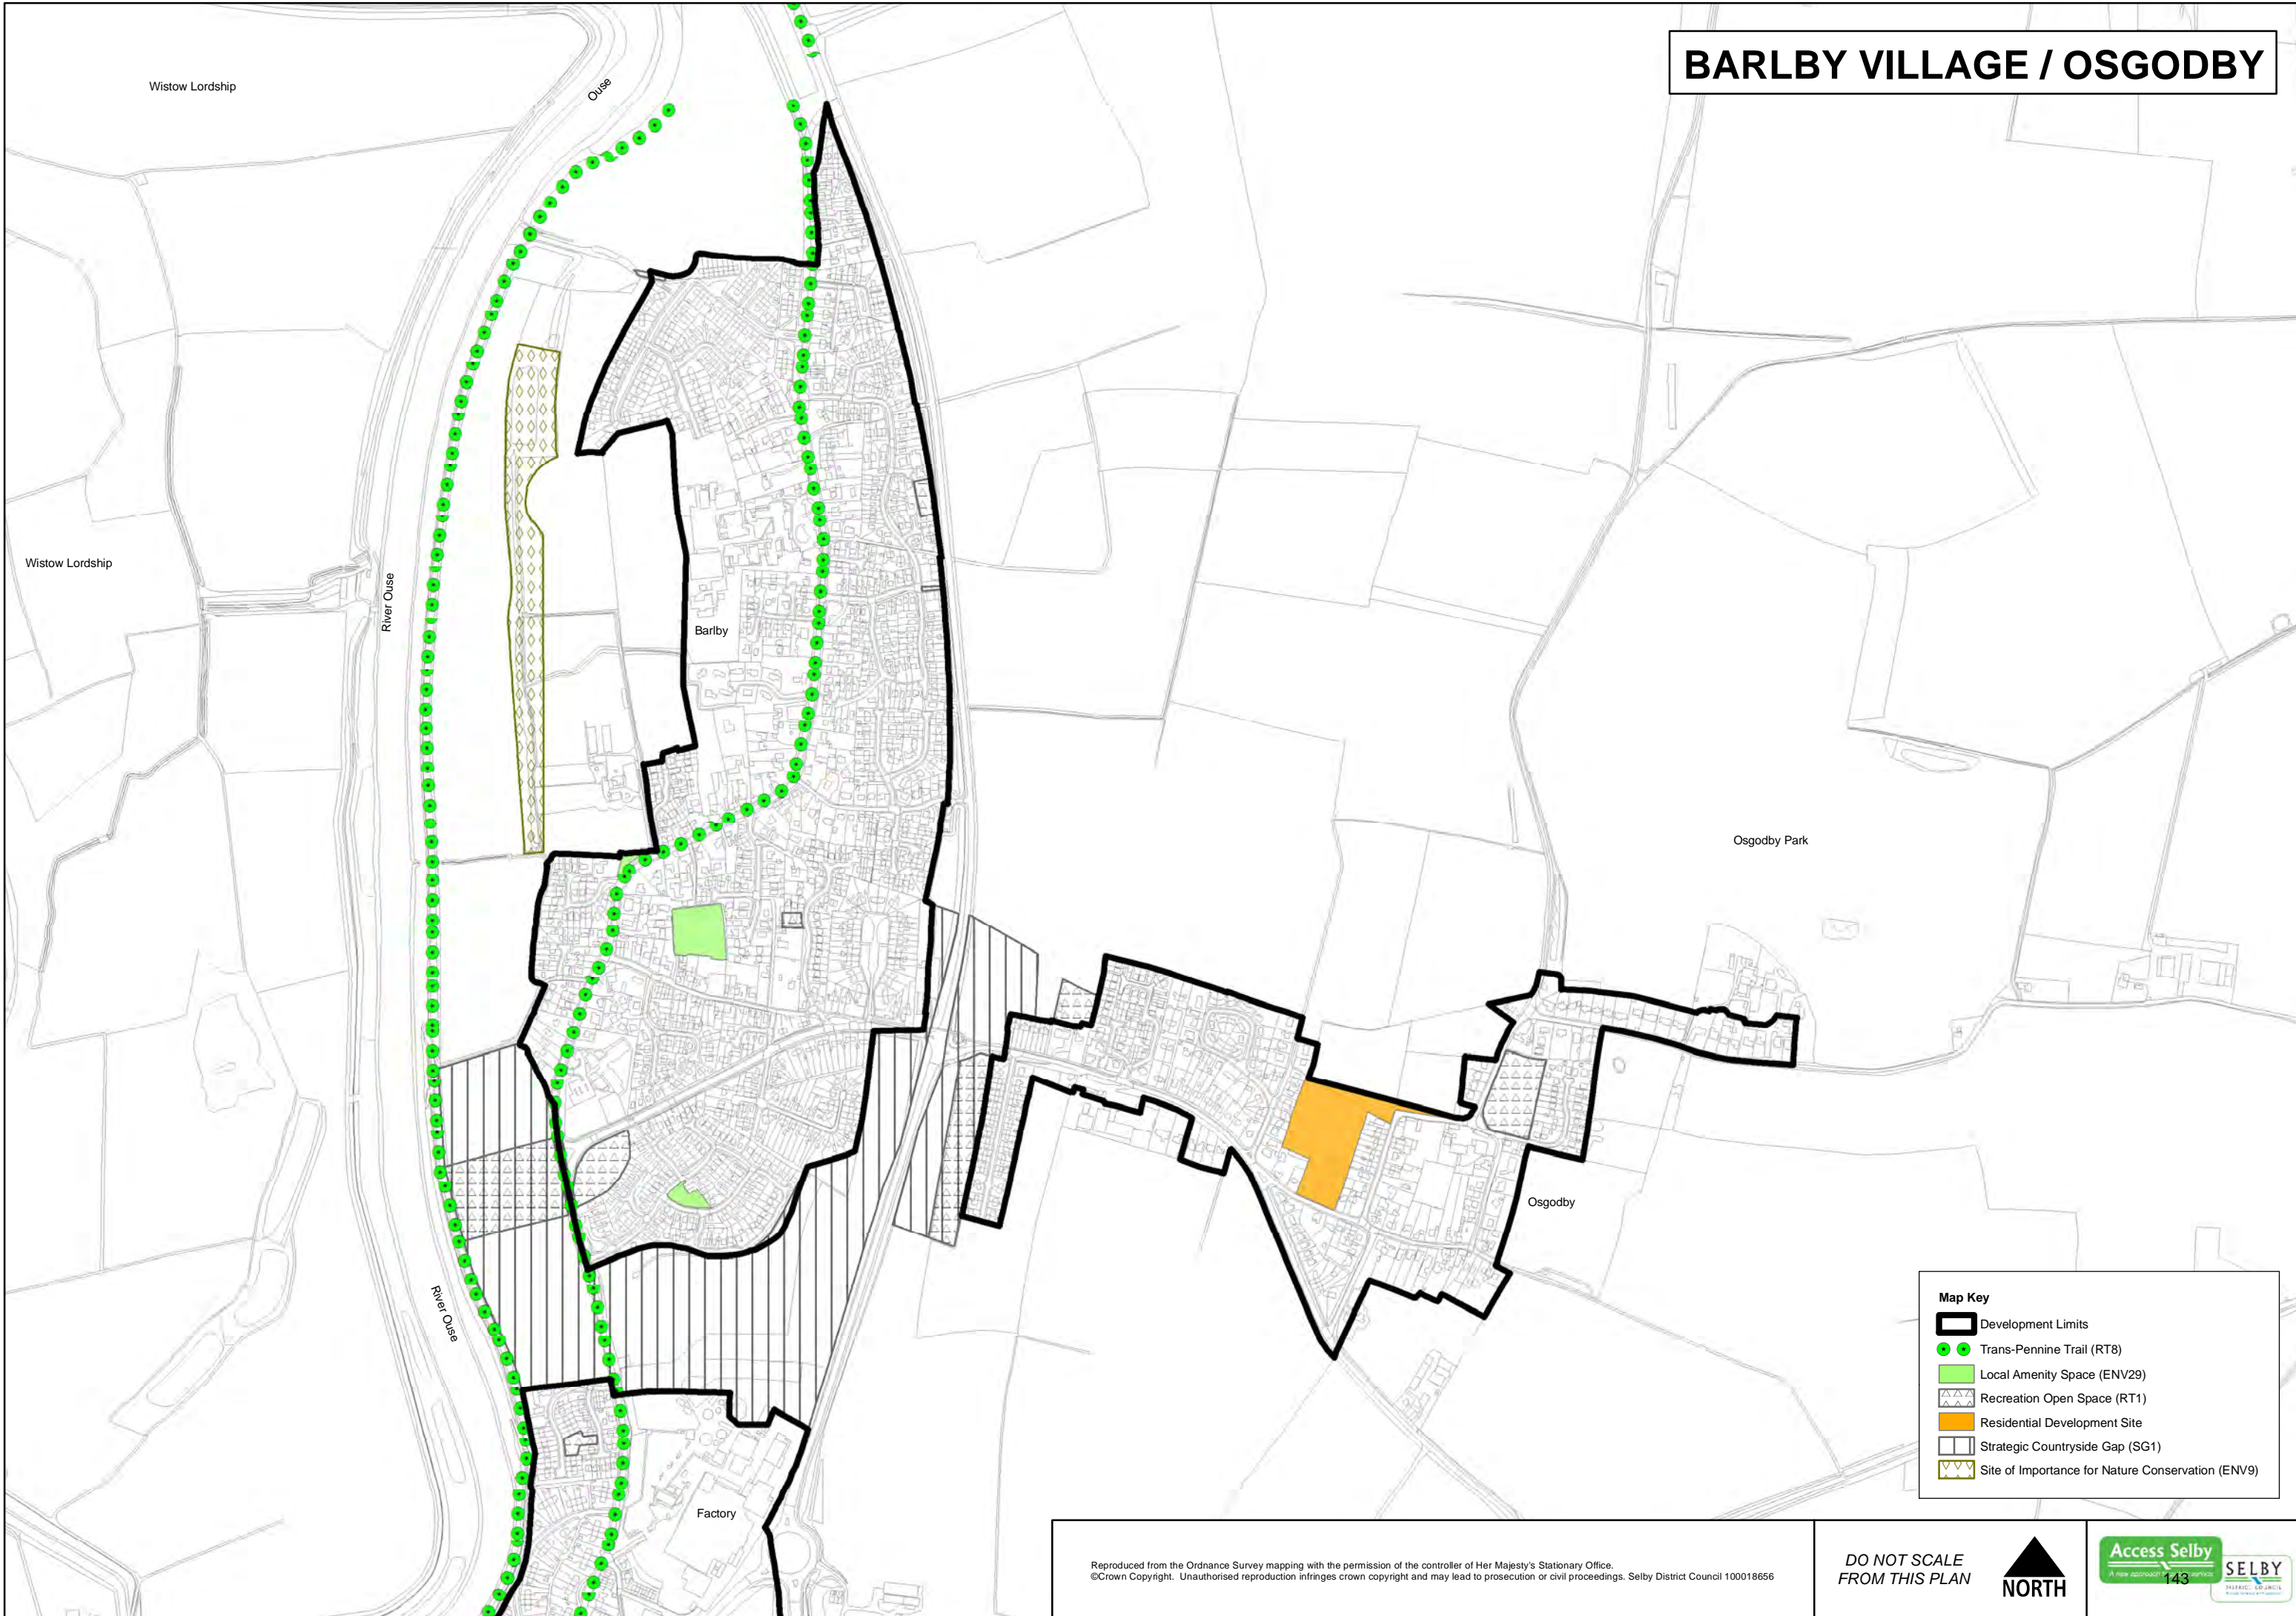 BARLBY VILLAGE / OSGODBY
Wistow Lordship
Ouse
Wistow Lordship
River Ouse
Barlby
Osgodby Park
Osgodby
River Ouse
Factory
Map Key
Development Limits
Trans-Pennine Trail (RT8)
Local Amenity Space (ENV29)
Recreation Open Space (RT1)
Residential Development Site
Strategic Countryside Gap (SG1)
Site of Importance for Nature Conservation (ENV9)
Reproduced from the Ordnance Survey mapping with the permission of the controller of Her Majesty's Stationary Office.
©Crown Copyright. Unauthorised reproduction infringes crown copyright and may lead to prosecution or civil proceedings. Selby District Council 100018656
DO NOT SCALE
FROM THIS PLAN
NORTH
Access Selby
143
SELBY
DISTRICT COUNCIL